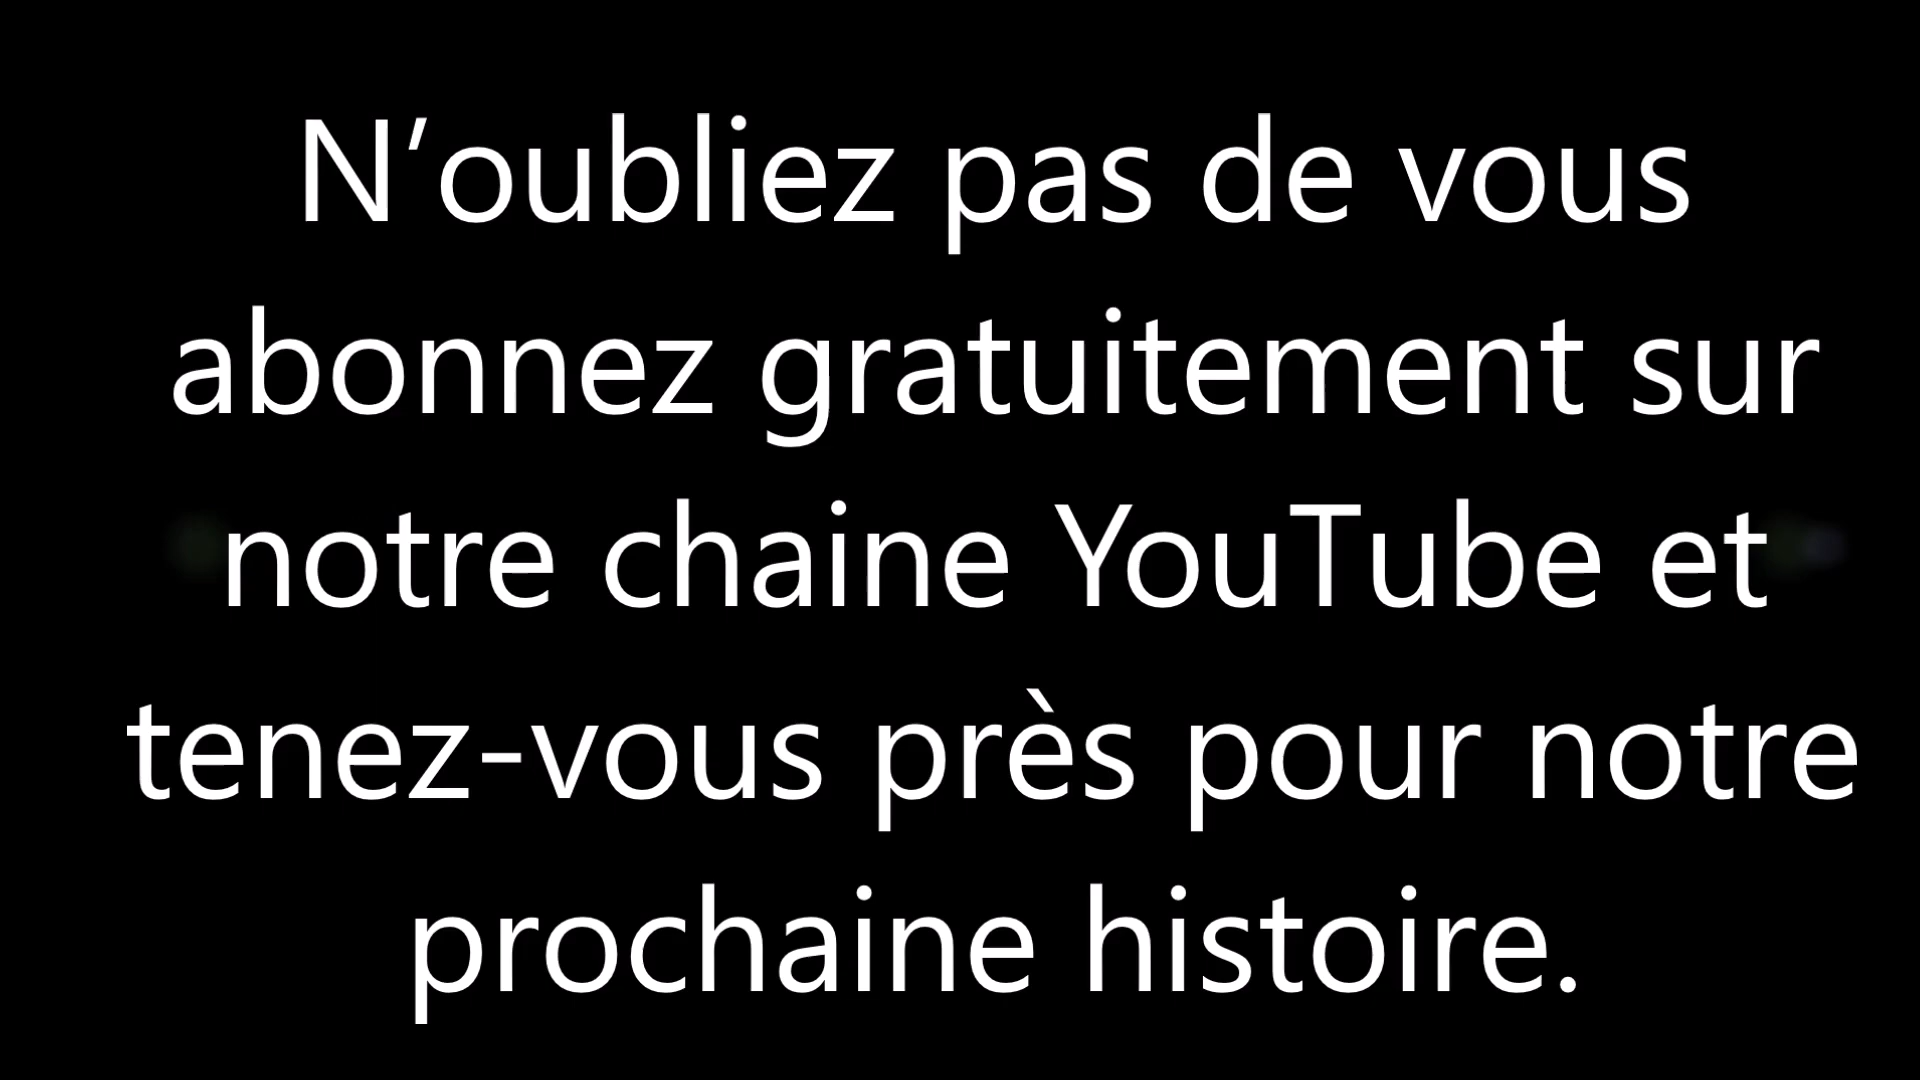 N’oubliez pas de vous
abonnez gratuitement sur
notre chaine YouTube et
tenez-vous près pour notre
prochaine histoire.